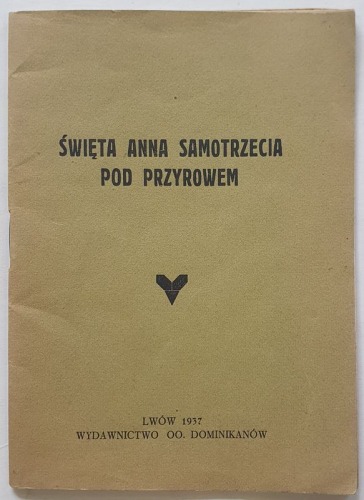 ŚWIĘTA ANNA SAMOTRZECIA
POD PRZYROWEM
LWÓW 1937
WYDAWNICTWO OO. DOMINIKANÓW